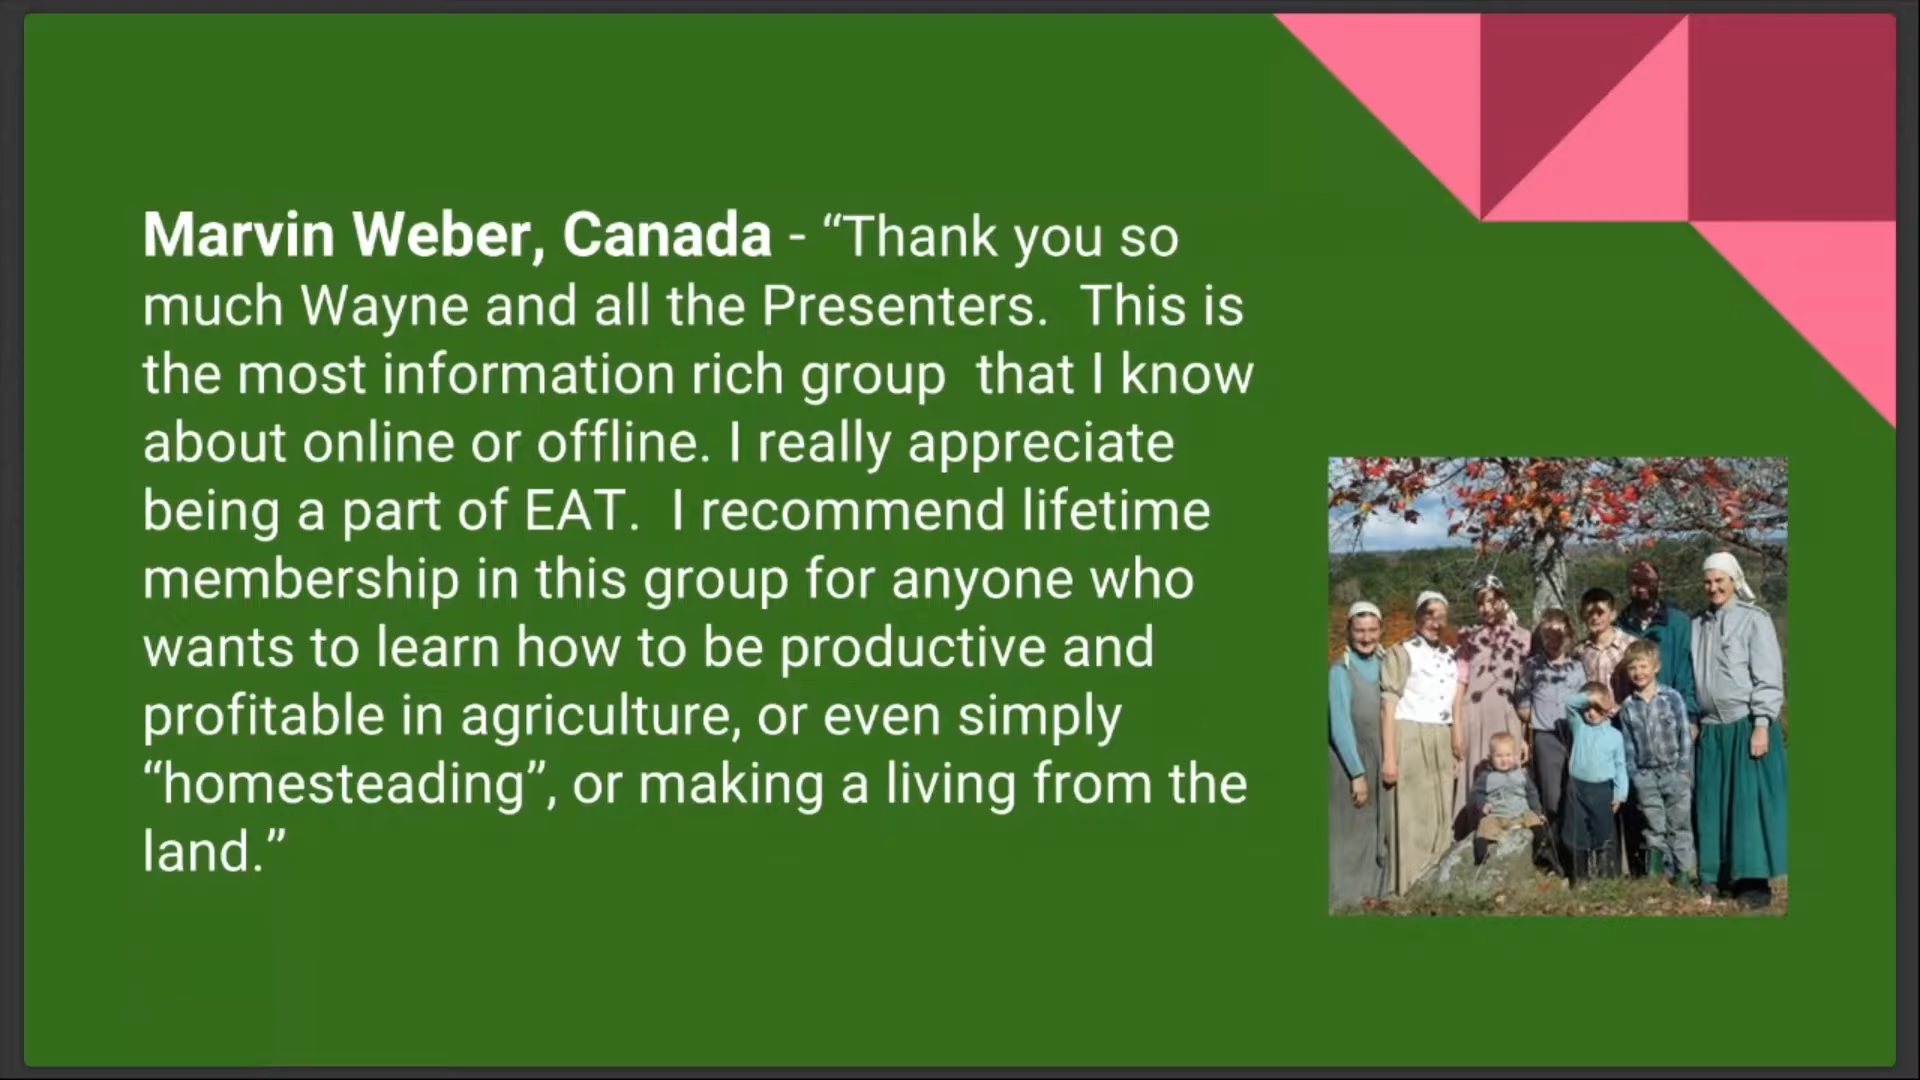 Marvin Weber, Canada - “Thank you so
much Wayne and all the Presenters.  This is
the most information rich group  that I know
about online or offline. I really appreciate
being a part of EAT.  I recommend lifetime
membership in this group for anyone who
wants to learn how to be productive and
profitable in agriculture, or even simply
“homesteading”, or making a living from the
land.”